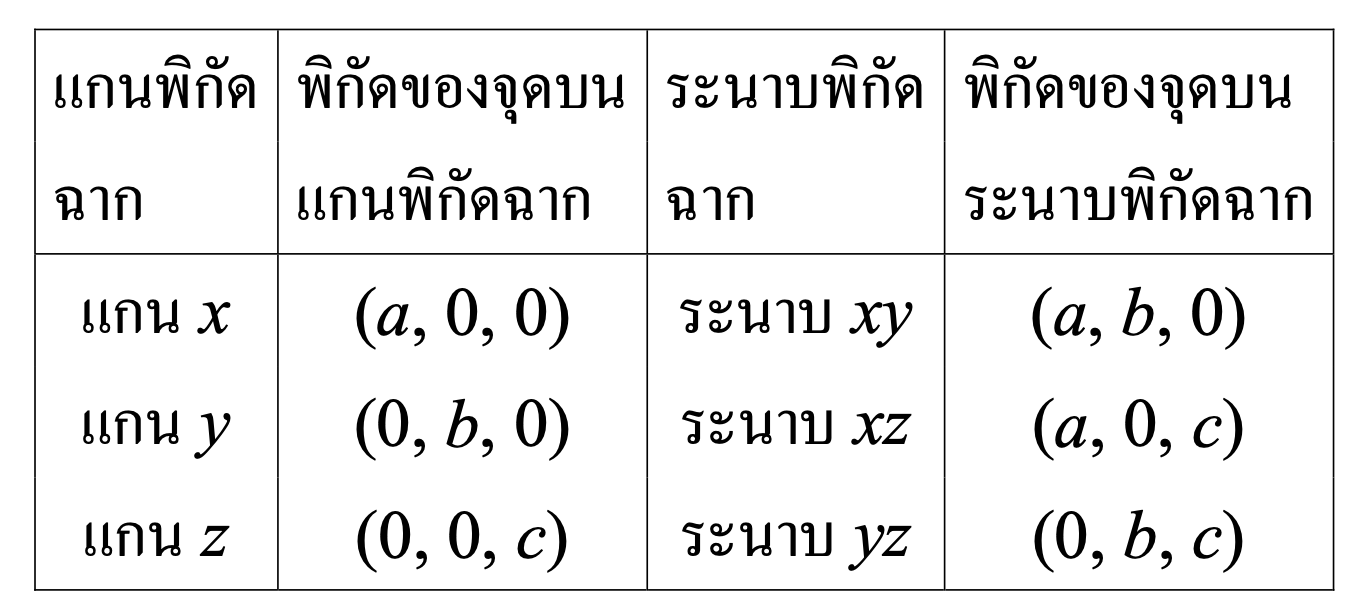 แกนพิกัด พิกัดของจุดบน ระนาบพิกัด พิกัดของจุดบน
ฉาก แกนพิกัดฉาก ฉาก ระนาบพิกัดฉาก
แกน x (a, 0, 0) ระนาบ xy (a, b, 0)
แกน y (0, b, 0) ระนาบ xz (a, 0, c)
แกน z (0, 0, c) ระนาบ yz (0, b, c)